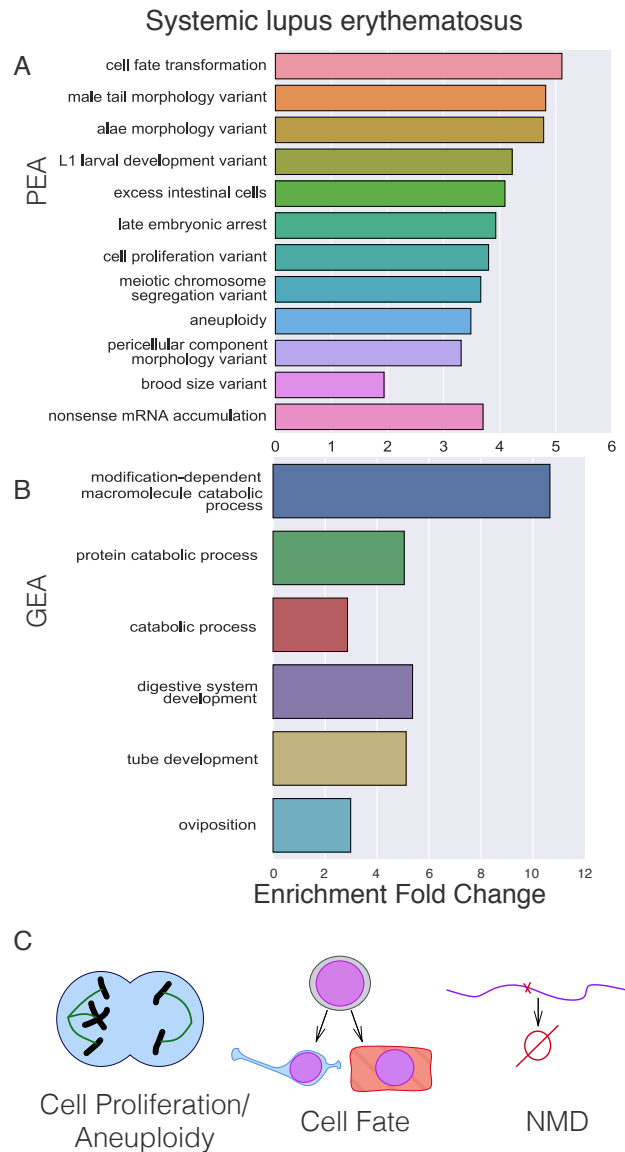 Systemic lupus erythematosus
A
PEA
cell fate transformation
male tail morphology variant
alae morphology variant
L1 larval development variant
excess intestinal cells
late embryonic arrest
cell proliferation variant
meiotic chromosome
segregation variant
aneuploidy
pericellular component
morphology variant
brood size variant
nonsense mRNA accumulation
0 1 2 3 4 5 6
B
GEA
modification-dependent
macromolecule catabolic
process
protein catabolic process
catabolic process
digestive system
development
tube development
oviposition
0 2 4 6 8 10 12
Enrichment Fold Change
C
Cell Proliferation/
Aneuploidy
Cell Fate
NMD